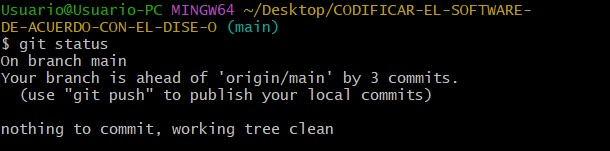 Usuario@Usuario-PC MINGW64 ~/Desktop/CODIFICAR-EL-SOFTWARE-
DE-ACUERDO-CON-EL-DISE-O (main)
$ git status
On branch main
Your branch is ahead of 'origin/main' by 3 commits.
  (use "git push" to publish your local commits)
nothing to commit, working tree clean